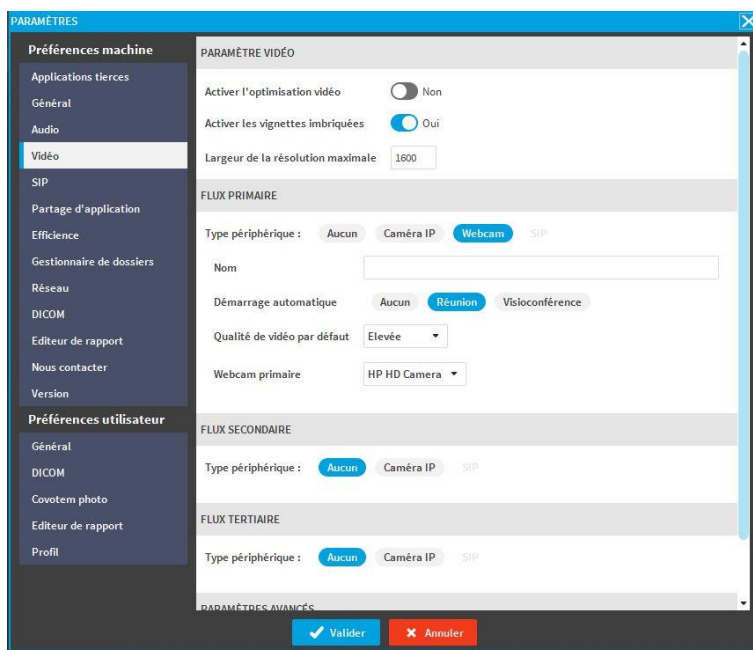 PARAMÈTRES
Préférences machine
Applications tierces
Général
Audio
Vidéo
SIP
Partage d'application
Efficience
Gestionnaire de dossiers
Réseau
DICOM
Editeur de rapport
Nous contacter
Version
Préférences utilisateur
Général
DICOM
Covotem photo
Editeur de rapport
Profil
PARAMÈTRE VIDÉO
Activer l'optimisation vidéo Non
Activer les vignettes imbriquées Oui
Largeur de la résolution maximale 1600
FLUX PRIMAIRE
Type périphérique : Aucun Caméra IP Webcam SIP
Nom
Démarrage automatique Aucun Réunion Visioconférence
Qualité de vidéo par défaut Elevée
Webcam primaire HP HD Camera
FLUX SECONDAIRE
Type périphérique : Aucun Caméra IP SIP
FLUX TERTIAIRE
Type périphérique : Aucun Caméra IP SIP
PARAMÈTRES AVANCÉS
Valider Annuler